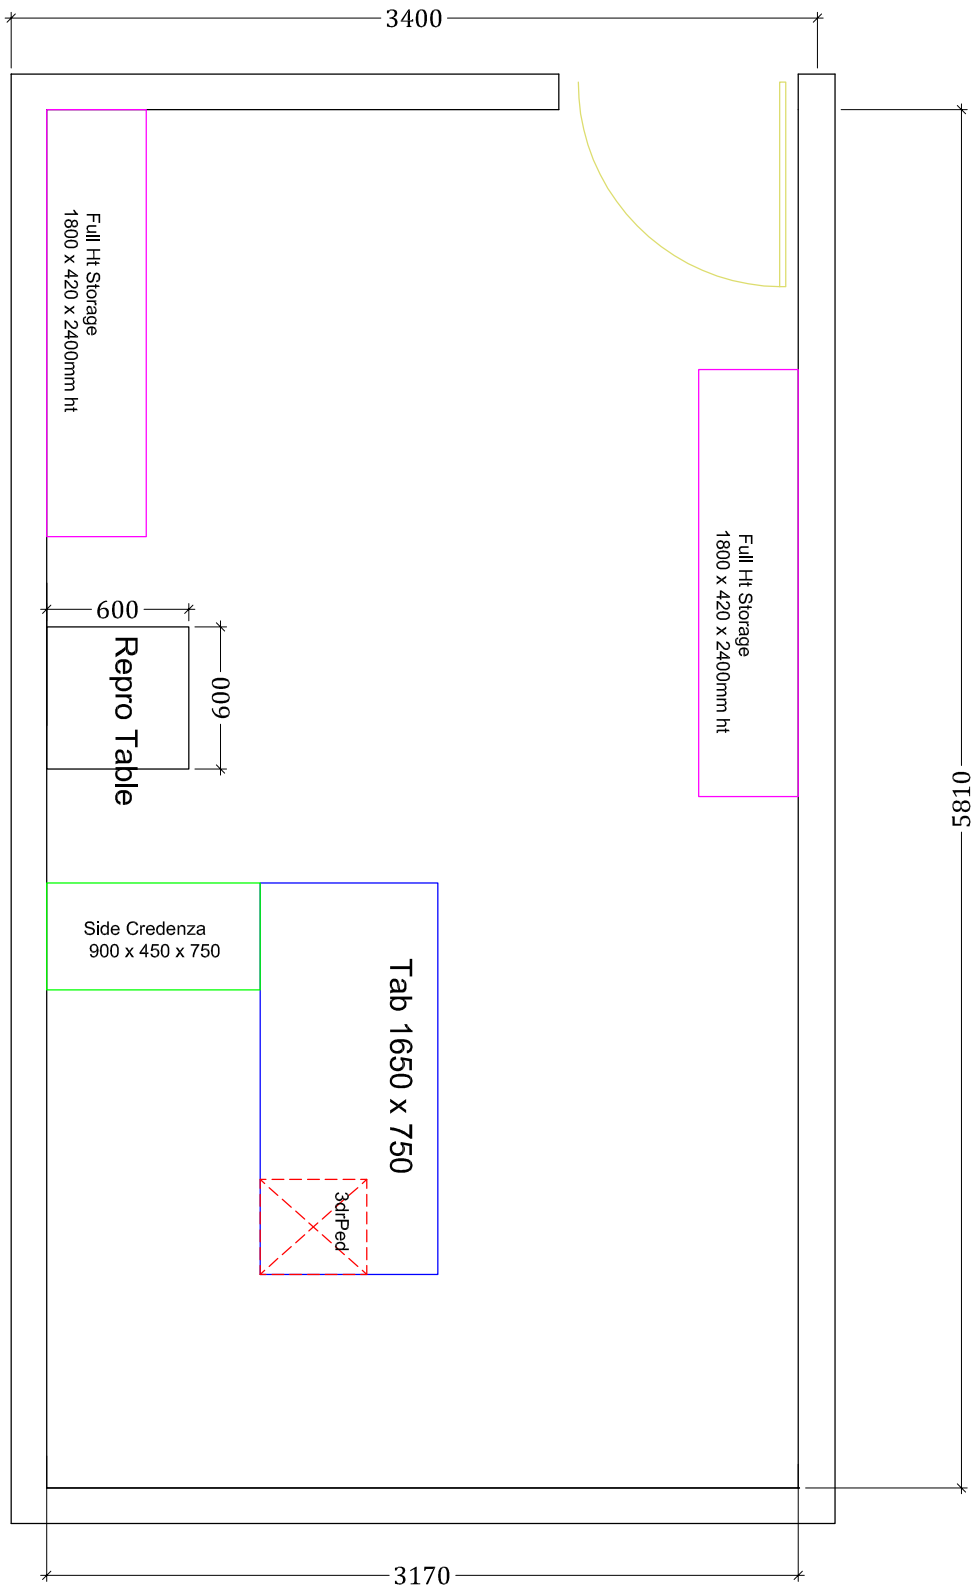 3400
Full Ht Storage
1800 x 420 x 2400mm ht
Full Ht Storage
1800 x 420 x 2400mm ht
600
Repro Table
600
5810
Side Credenza
900 x 450 x 750
Tab 1650 x 750
3drPed
3170